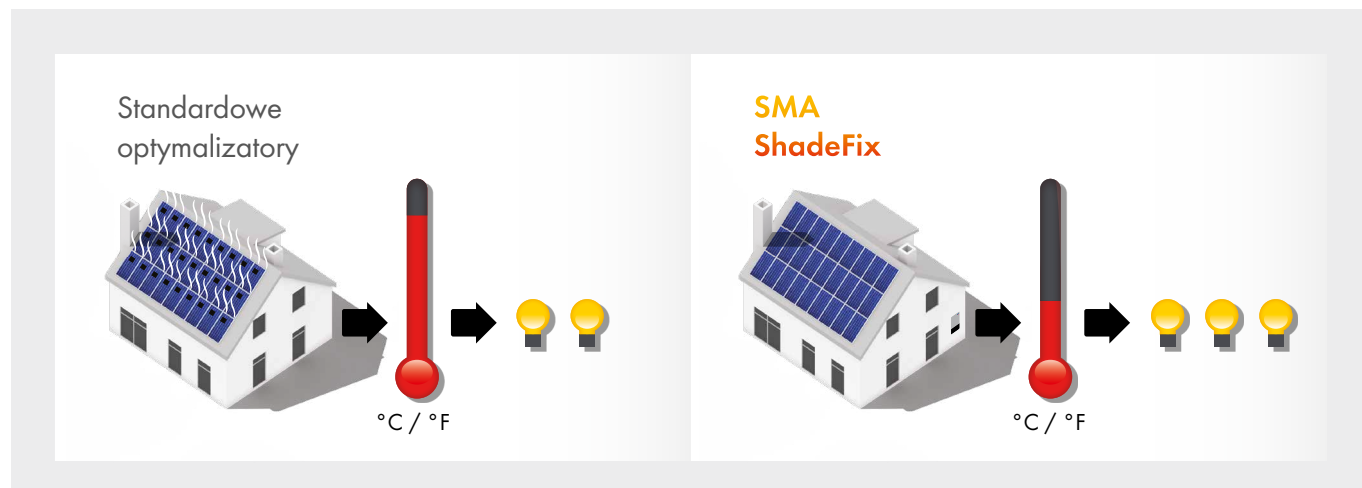 Standardowe
optymalizatory
°C / °F
SMA
ShadeFix
°C / °F